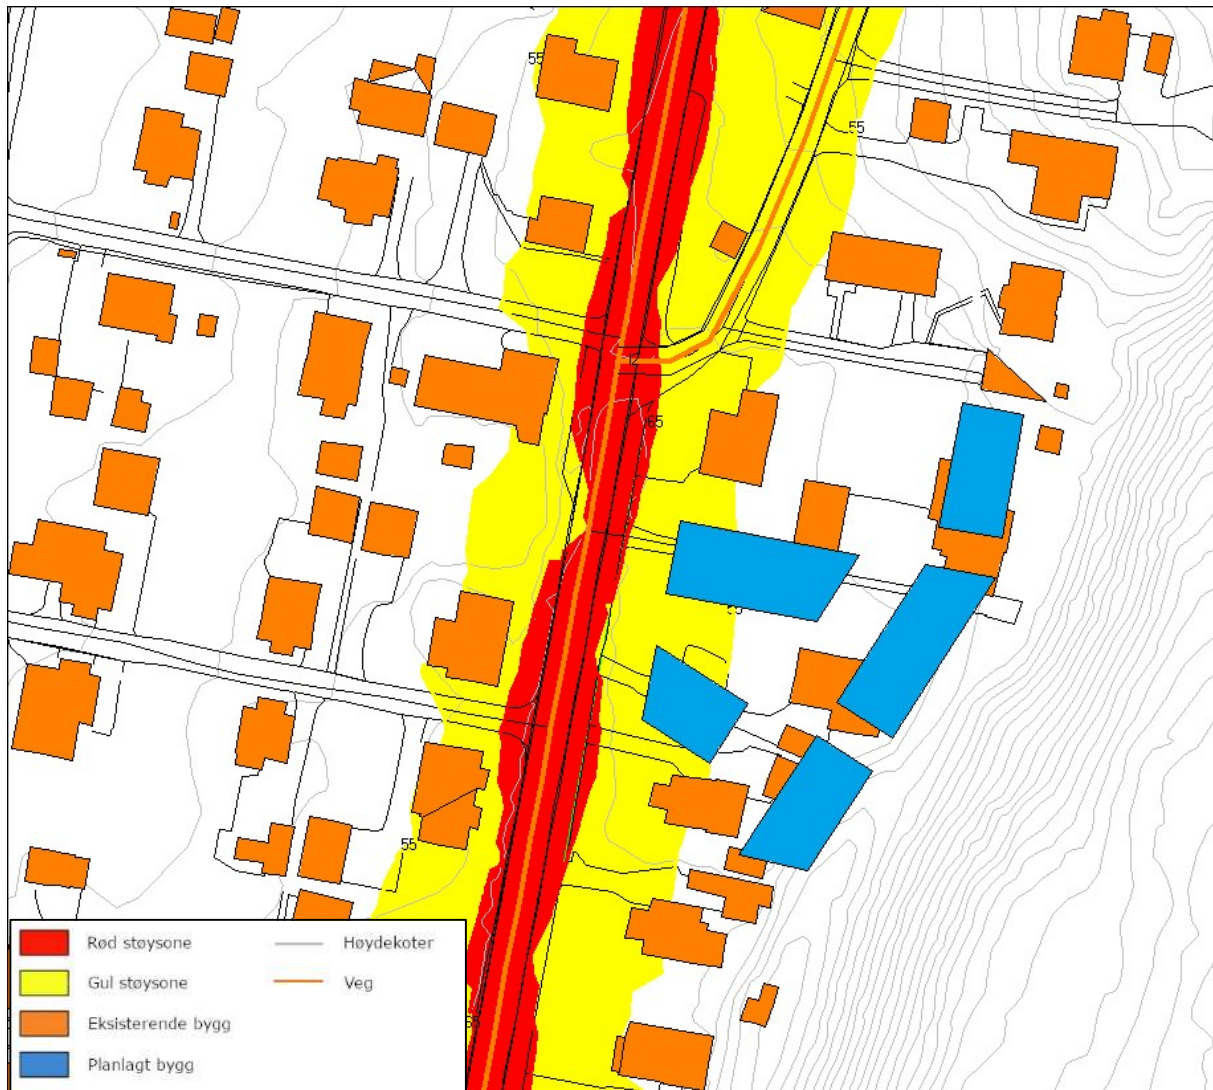 55
55
65
55
Rød støysone
Høydekoter
Gul støysone
Veg
Eksisterende bygg
Planlagt bygg